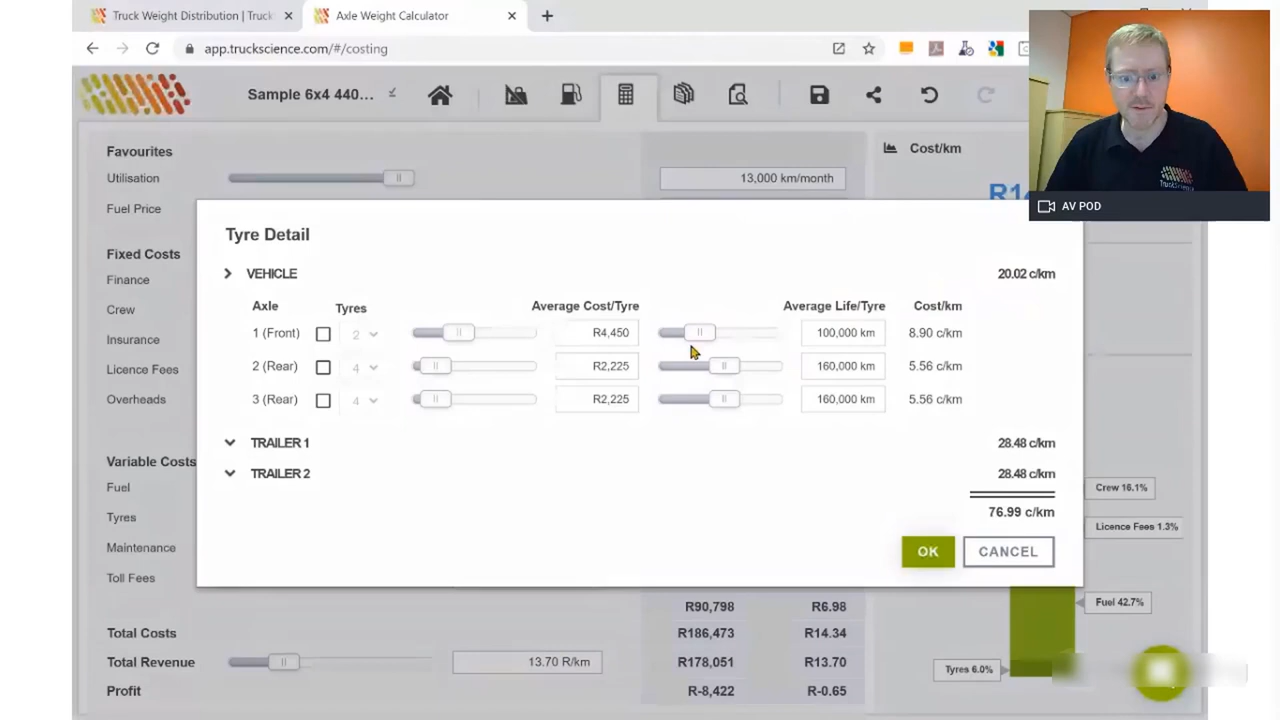 Truck Weight Distribution | Truck
Axle Weight Calculator
app.truckscience.com/#/costing
Sample 6x4 440...
Favourites
Utilisation
13,000 km/month
Cost/km
Fuel Price
AV POD
TruckScience
Fixed Costs
Finance
Crew
Insurance
Licence Fees
Overheads
Variable Costs
Fuel
Tyres
Maintenance
Toll Fees
Tyre Detail
VEHICLE
20.02 c/km
Axle Tyres Average Cost/Tyre Average Life/Tyre Cost/km
1 (Front) 2 R4,450 100,000 km 8.90 c/km
2 (Rear) 4 R2,225 160,000 km 5.56 c/km
3 (Rear) 4 R2,225 160,000 km 5.56 c/km
TRAILER 1 28.48 c/km
TRAILER 2 28.48 c/km
76.99 c/km
OK CANCEL
Crew 16.1%
Licence Fees 1.3%
Fuel 42.7%
Tyres 6.0%
R90,798 R6.98
Total Costs R186,473 R14.34
Total Revenue 13.70 R/km R178,051 R13.70
Profit R-8,422 R-0.65